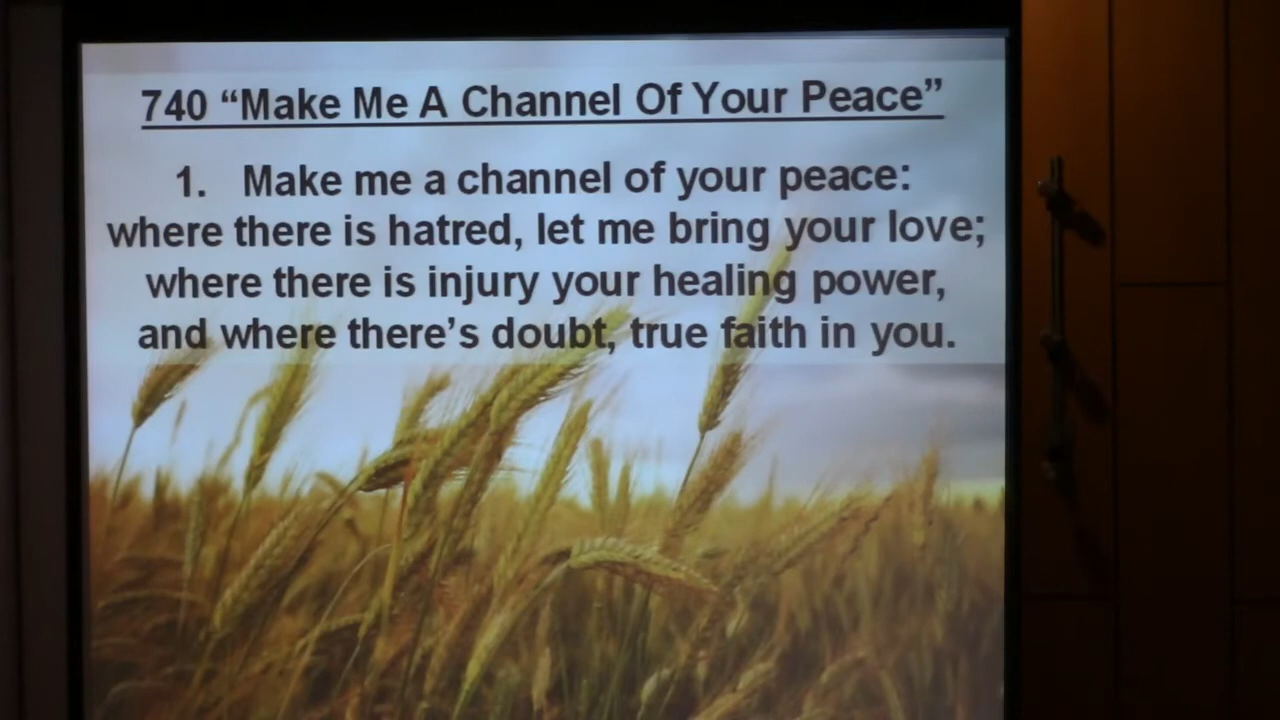 740 “Make Me A Channel Of Your Peace”
1. Make me a channel of your peace:
where there is hatred, let me bring your love;
where there is injury your healing power,
and where there’s doubt, true faith in you.